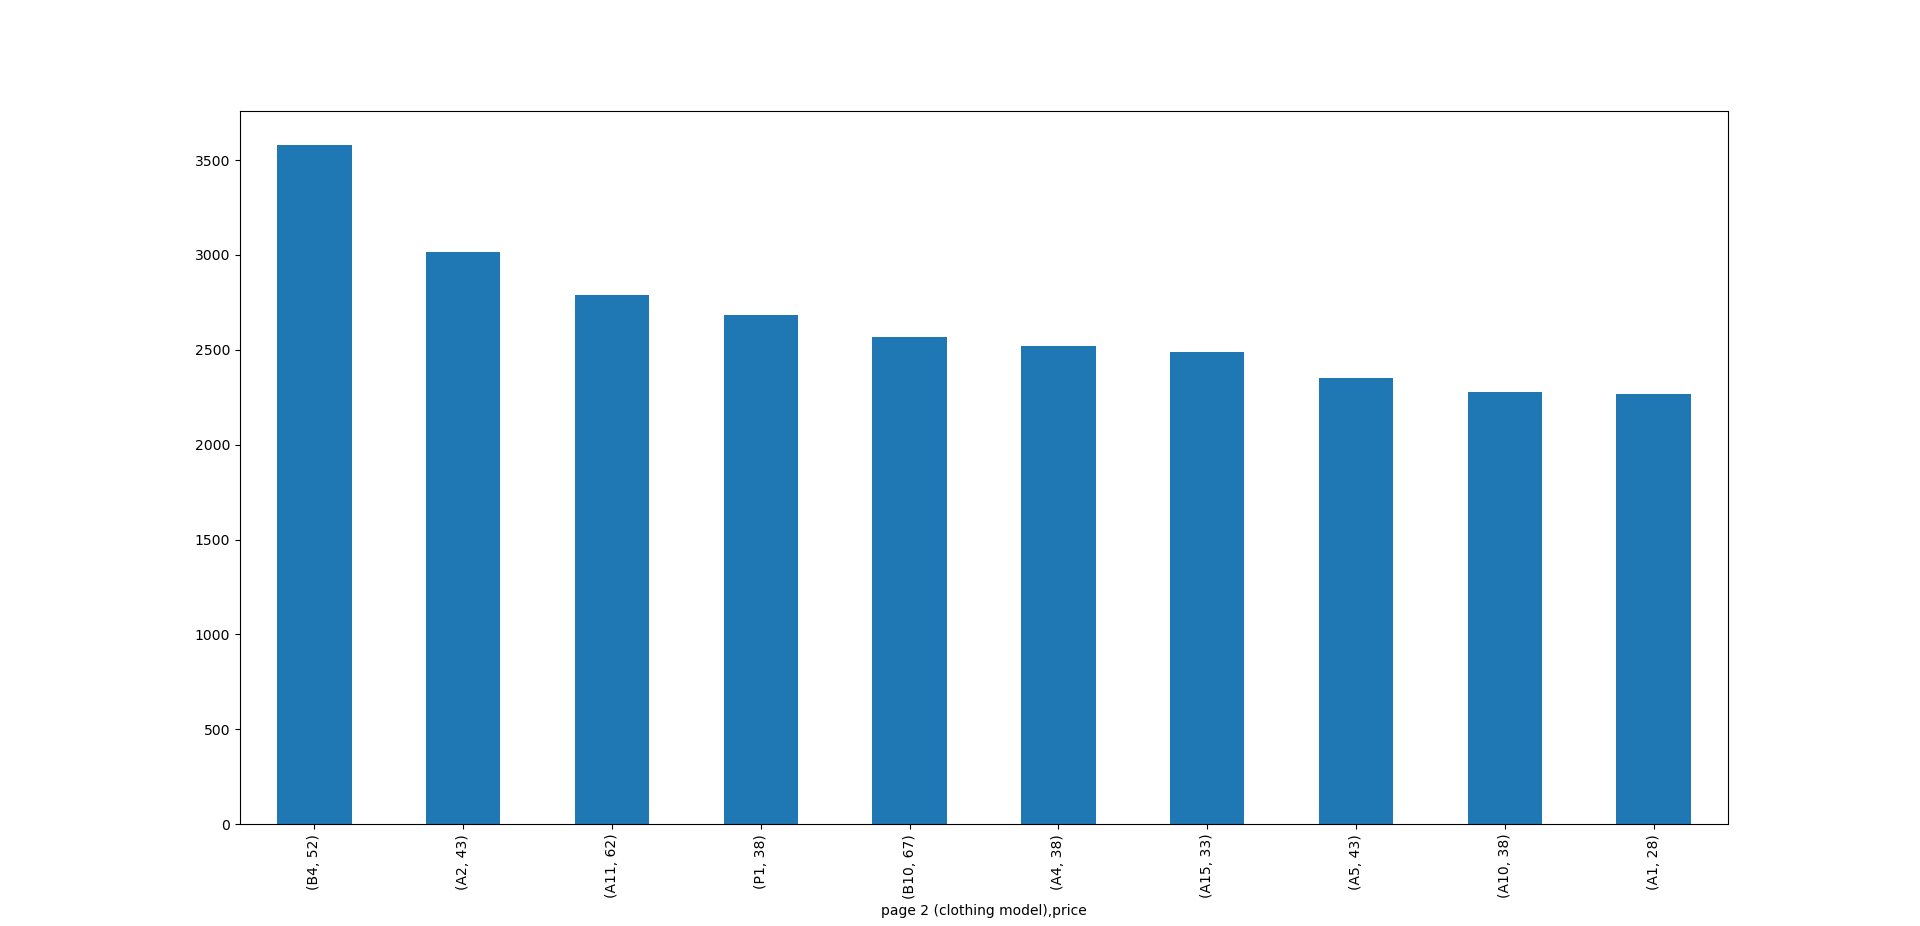 3500
3000
2500
2000
1500
1000
500
0
(B4, 52)
(A2, 43)
(A11, 62)
(P1, 38)
(B10, 67)
(A4, 38)
(A15, 33)
(A5, 43)
(A10, 38)
(A1, 28)
page 2 (clothing model),price